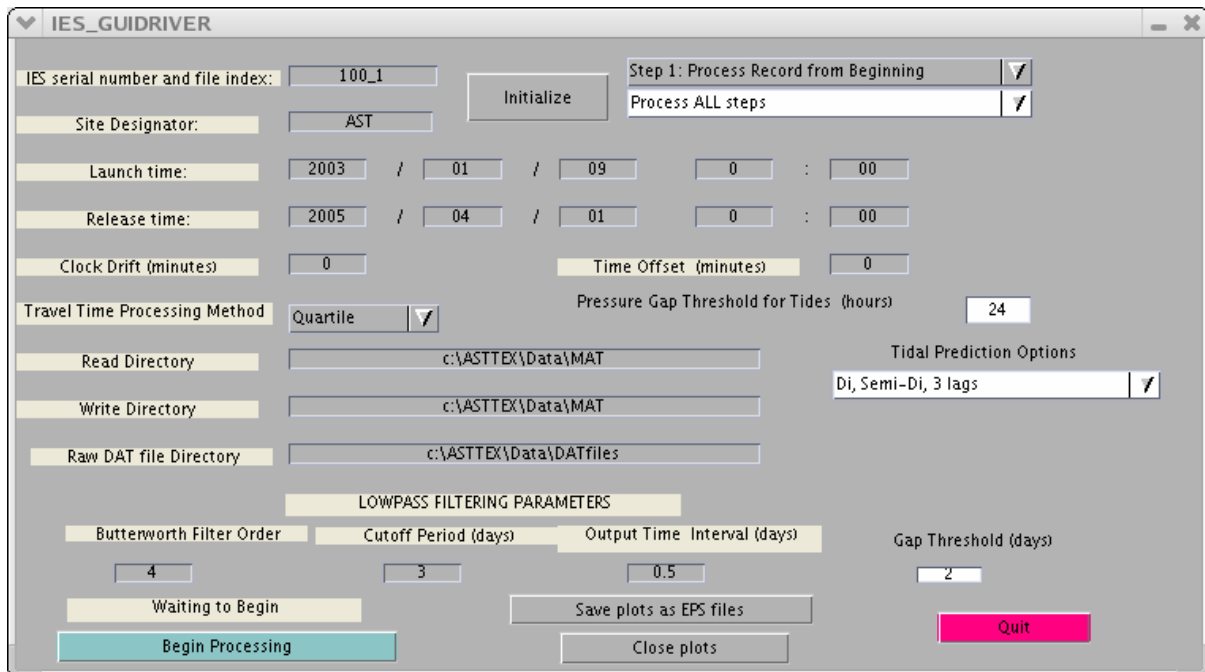 IES_GUIDRIVER
IES serial number and file index: 100_1 Initialize Step 1: Process Record from Beginning
Process ALL steps
Site Designator: AST
Launch time: 2003 / 01 / 09 0 : 00
Release time: 2005 / 04 / 01 0 : 00
Clock Drift (minutes) 0 Time Offset (minutes) 0
Travel Time Processing Method Quartile Pressure Gap Threshold for Tides (hours) 24
Read Directory c:\ASTTEX\Data\MAT Tidal Prediction Options
Di, Semi-Di, 3 lags
Write Directory c:\ASTTEX\Data\MAT
Raw DAT file Directory c:\ASTTEX\Data\DATfiles
LOWPASS FILTERING PARAMETERS
Butterworth Filter Order Cutoff Period (days) Output Time Interval (days) Gap Threshold (days)
4 3 0.5 2
Waiting to Begin Save plots as EPS files Quit
Begin Processing Close plots